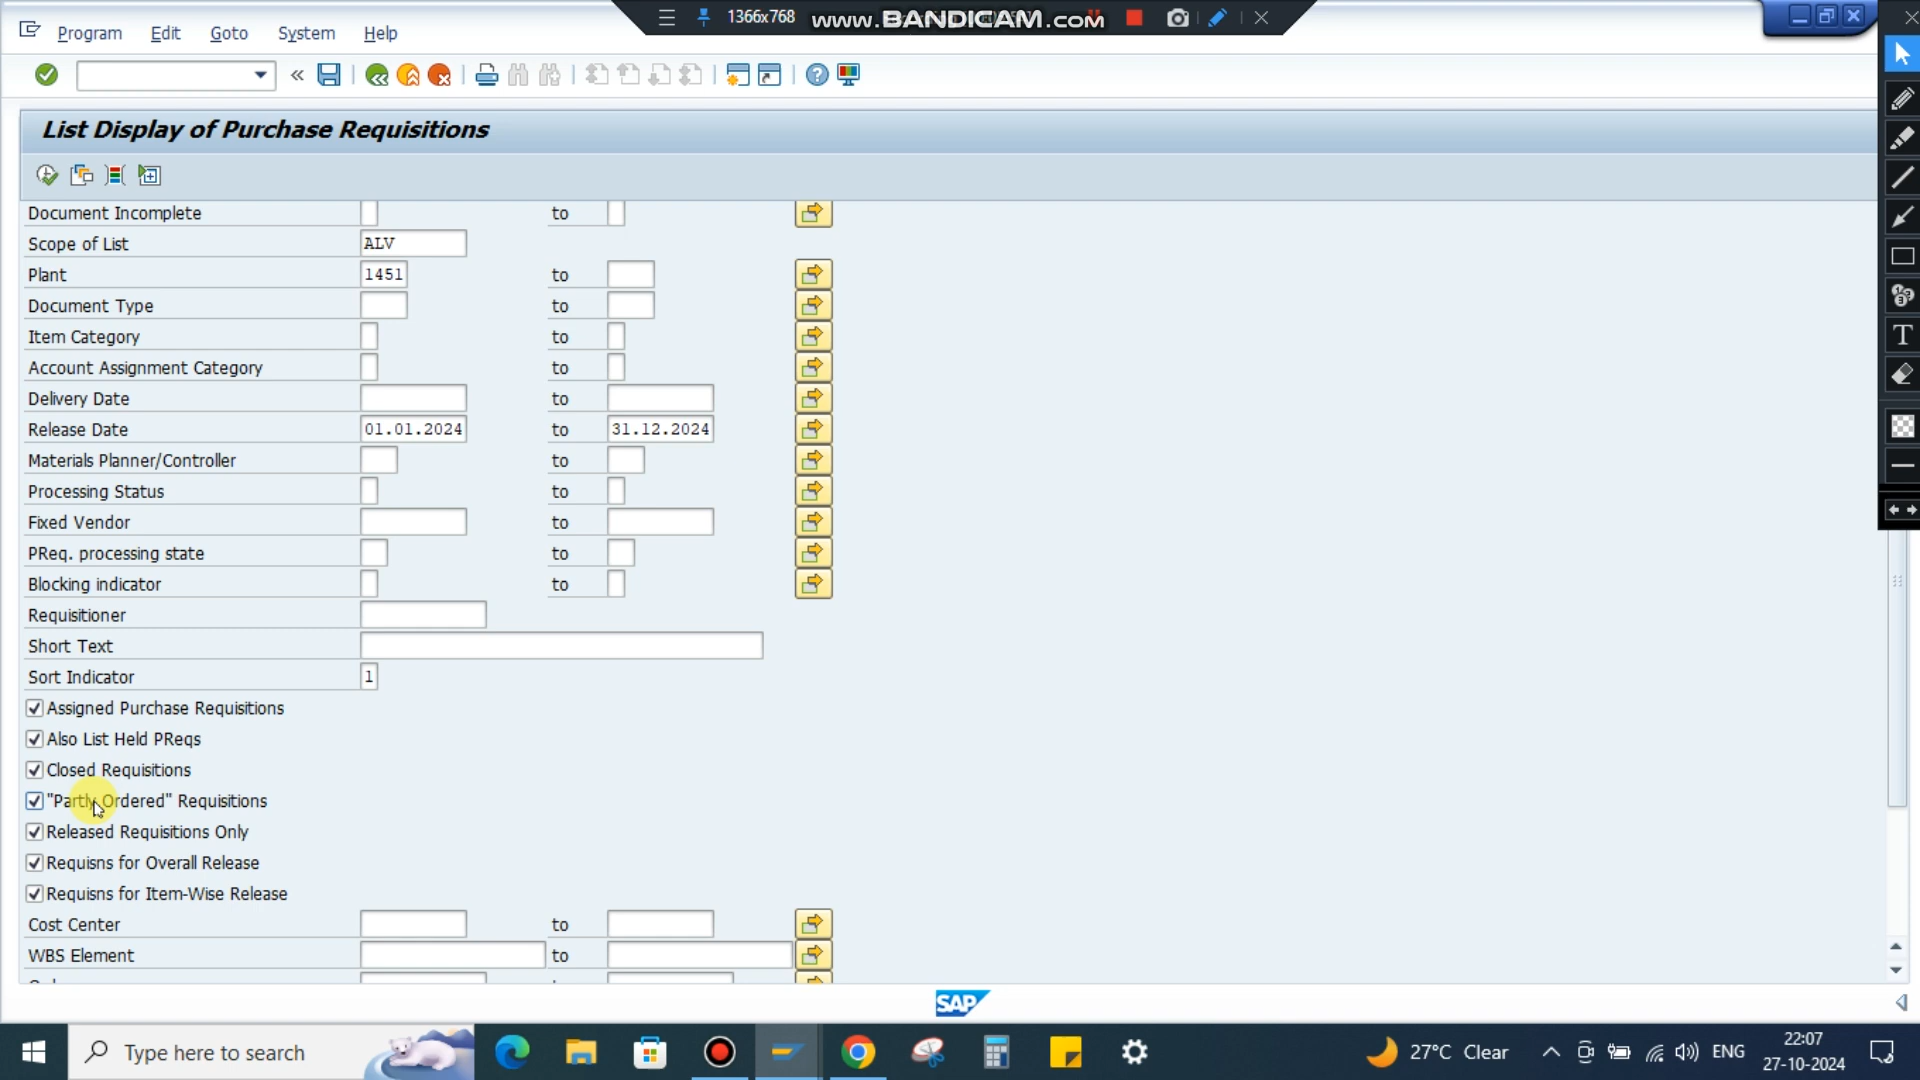 1366x768 www.BANDICAM.com
Program Edit Goto System Help
List Display of Purchase Requisitions
Document Incomplete to
Scope of List ALV
Plant 1451 to
Document Type to
Item Category to
Account Assignment Category to
Delivery Date to
Release Date 01.01.2024 to 31.12.2024
Materials Planner/Controller to
Processing Status to
Fixed Vendor to
PReq. processing state to
Blocking indicator to
Requisitioner
Short Text
Sort Indicator 1
Assigned Purchase Requisitions
Also List Held PReqs
Closed Requisitions
"Partly Ordered" Requisitions
Released Requisitions Only
Requisns for Overall Release
Requisns for Item-Wise Release
Cost Center to
WBS Element to
SAP
Type here to search
27°C Clear
ENG
22:07
27-10-2024